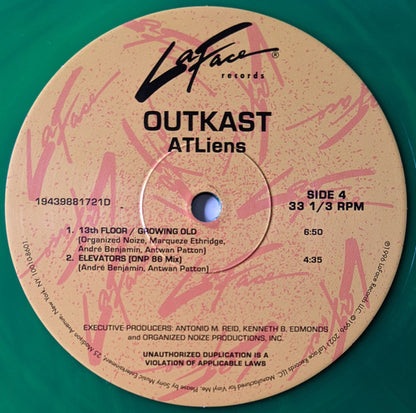 LaFace
records
OUTKAST
ATLiens
19439881721D
SIDE 4
33 1/3 RPM
1. 13th FLOOR / GROWING OLD 6:50
(Organized Noize, Marqueze Ethridge,
André Benjamin, Antwan Patton)
2. ELEVATORS (ONP 86 Mix) 4:35
(André Benjamin, Antwan Patton)
EXECUTIVE PRODUCERS: ANTONIO M. REID, KENNETH B. EDMONDS
and ORGANIZED NOIZE PRODUCTIONS, INC.
UNAUTHORIZED DUPLICATION IS A
VIOLATION OF APPLICABLE LAWS